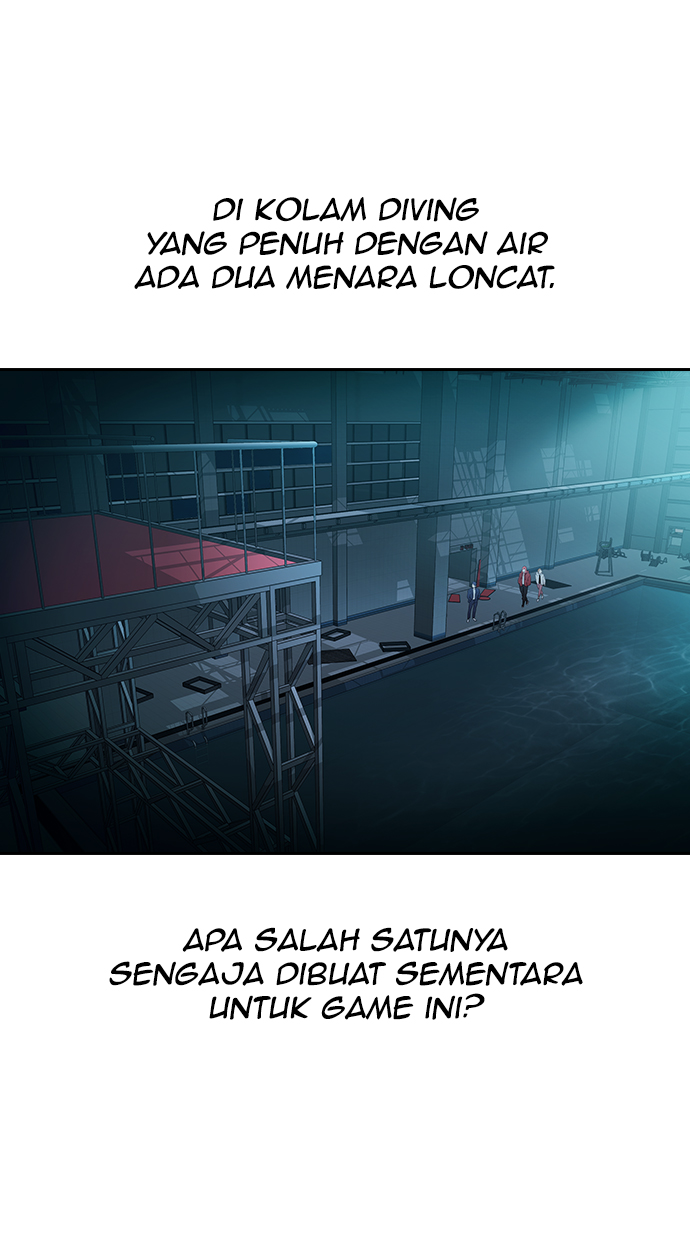 DI KOLAM DIVING
YANG PENUH DENGAN AIR
ADA DUA MENARA LONCAT.
APA SALAH SATUNYA
SENGAJA DIBUAT SEMENTARA
UNTUK GAME INI?